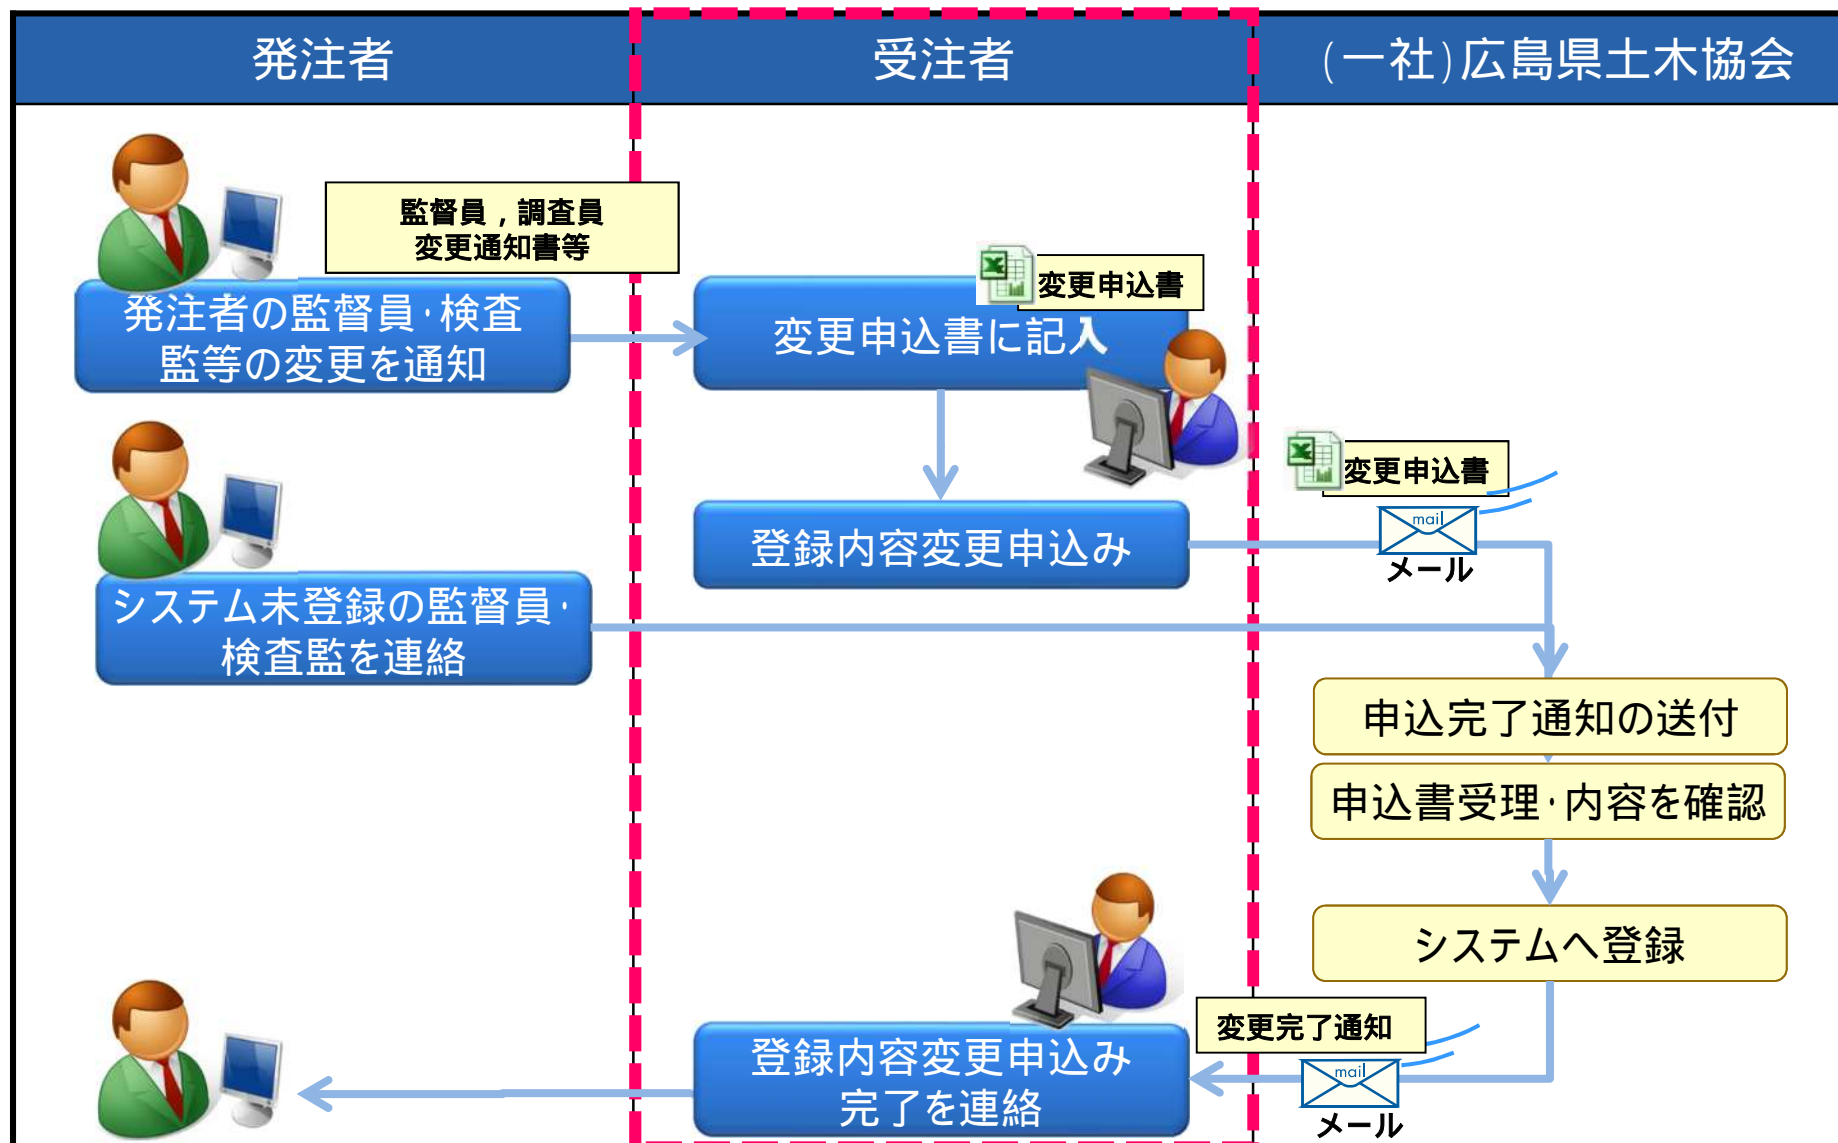 発注者
受注者
(一社)広島県土木協会
監督員，調査員
変更通知書等
発注者の監督員・検査
監等の変更を通知
変更申込書
変更申込書に記入
変更申込書
mail
メール
登録内容変更申込み
システム未登録の監督員・
検査監を連絡
申込完了通知の送付
申込書受理・内容を確認
システムへ登録
変更完了通知
mail
メール
登録内容変更申込み
完了を連絡